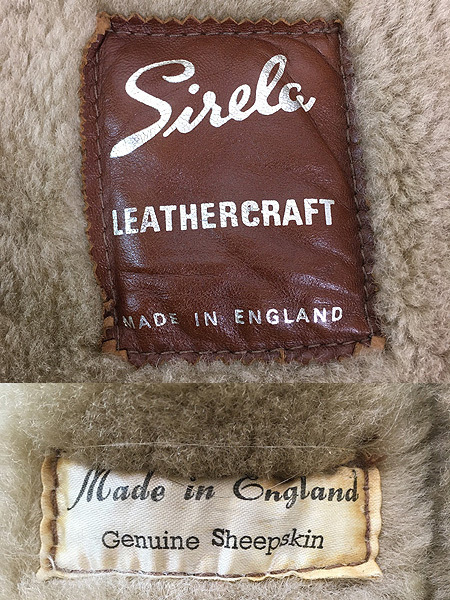 Sirela
LEATHERCRAFT
MADE IN ENGLAND
Made in England
Genuine Sheepskin